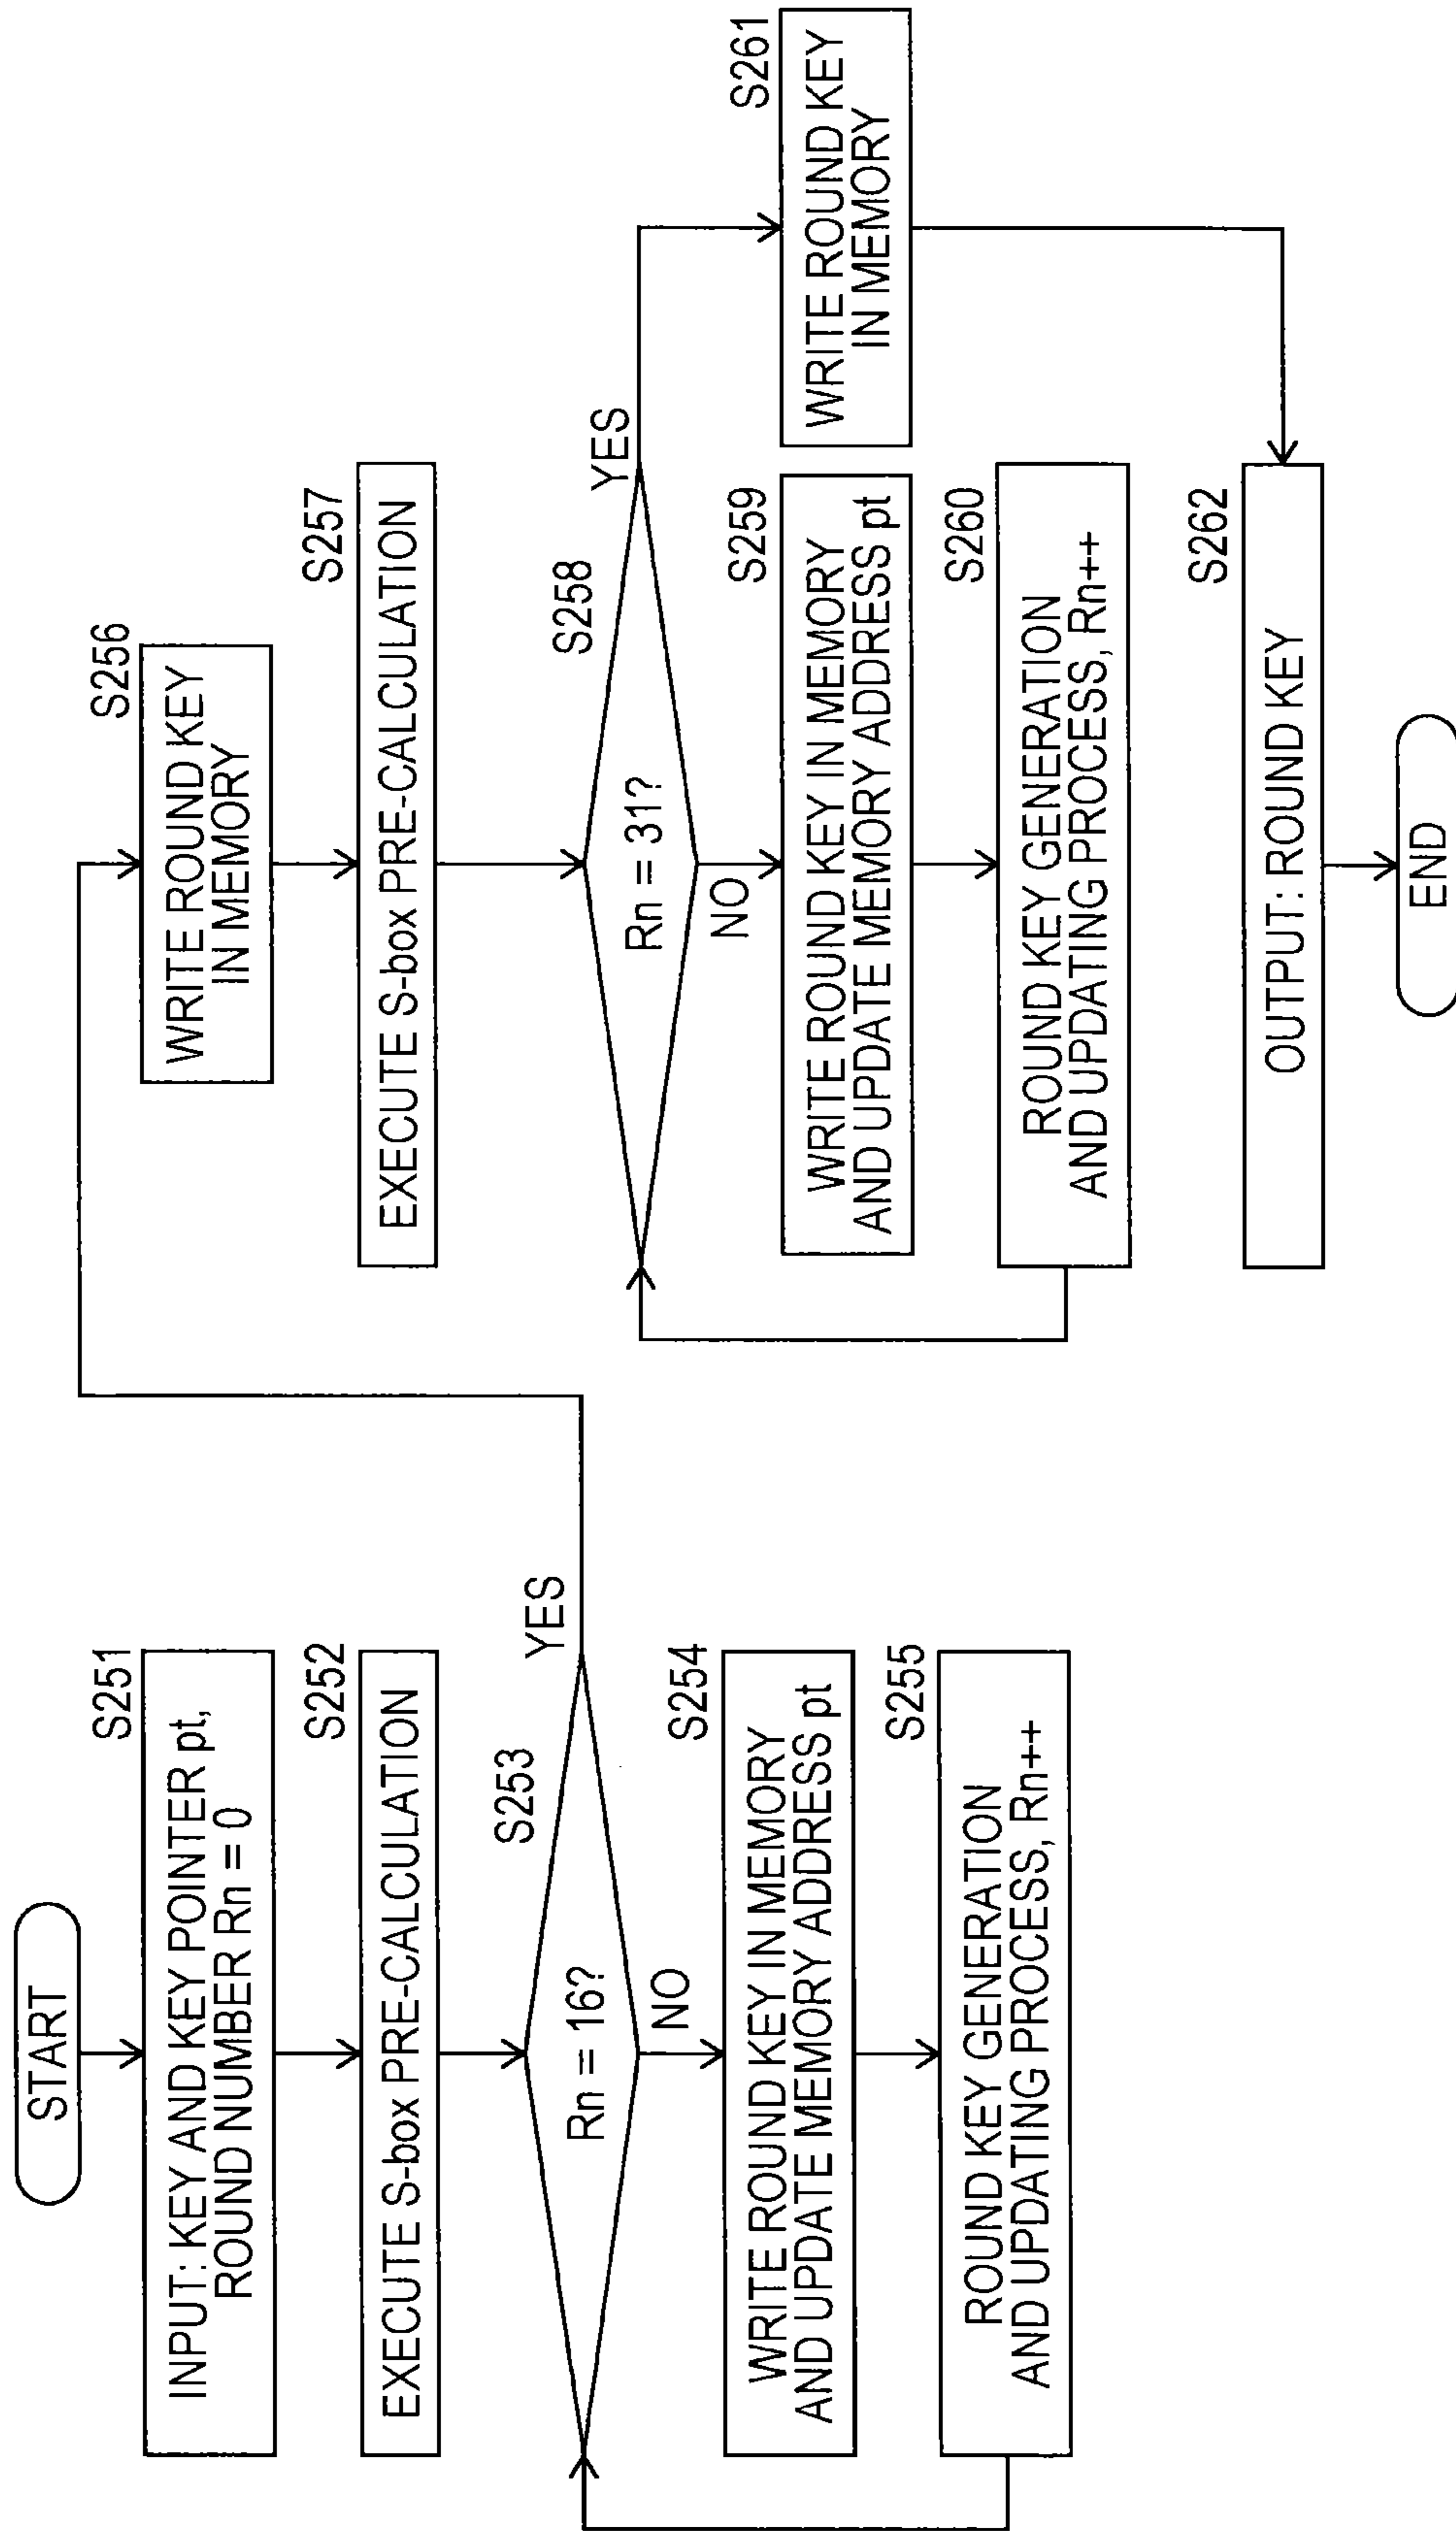 START
S251
INPUT: KEY AND KEY POINTER pt,
ROUND NUMBER Rn = 0
S252
EXECUTE S-box PRE-CALCULATION
S253
Rn = 16?
YES
NO
S254
WRITE ROUND KEY IN MEMORY
AND UPDATE MEMORY ADDRESS pt
S255
ROUND KEY GENERATION
AND UPDATING PROCESS, Rn++
S256
WRITE ROUND KEY
IN MEMORY
S257
EXECUTE S-box PRE-CALCULATION
S258
Rn = 31?
YES
NO
S259
WRITE ROUND KEY IN MEMORY
AND UPDATE MEMORY ADDRESS pt
S260
ROUND KEY GENERATION
AND UPDATING PROCESS, Rn++
S261
WRITE ROUND KEY
IN MEMORY
S262
OUTPUT: ROUND KEY
END